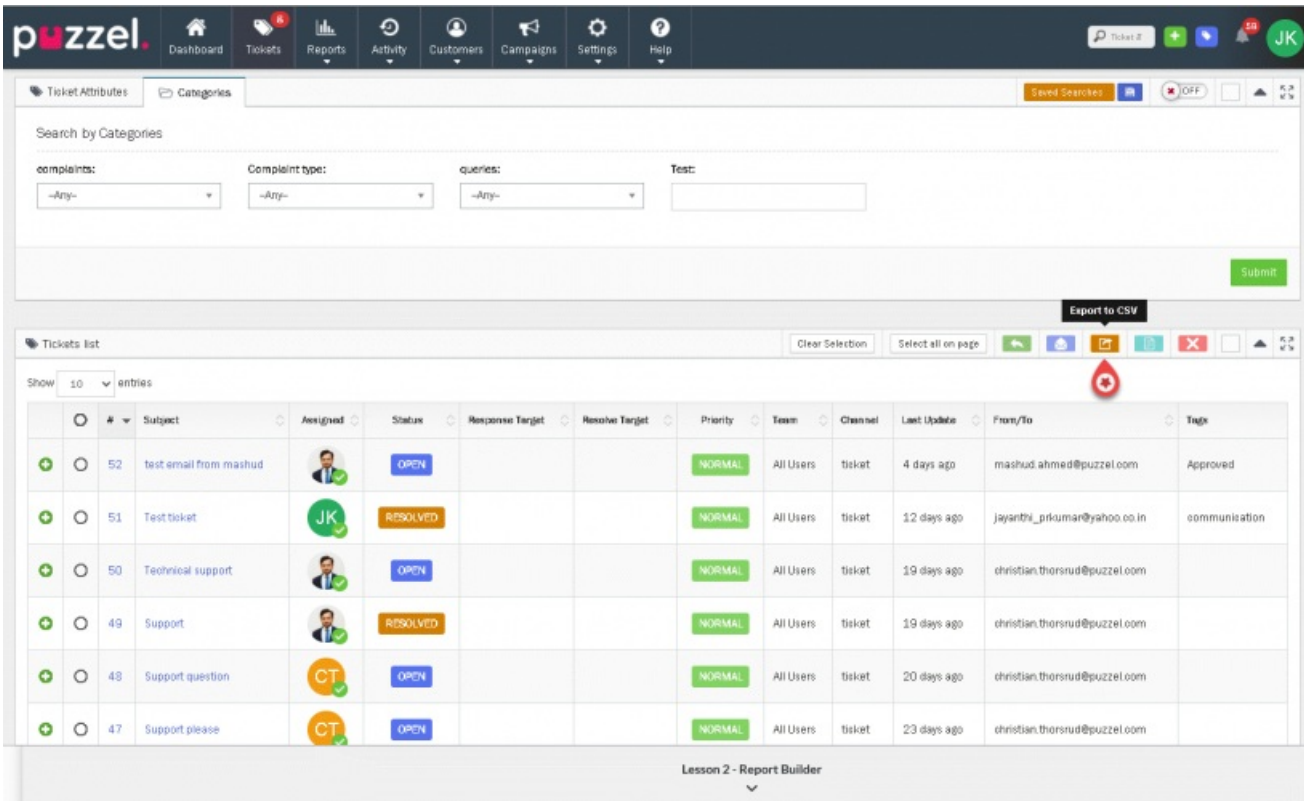 puzzel.
Dashboard
Tickets
8
Reports
Activity
Customers
Campaigns
Settings
Help
Ticket #
JK
Ticket Attributes
Categories
Saved Searches
OFF
Search by Categories
complaints:
Complaint type:
queries:
Test:
--Any--
--Any--
--Any--
Submit
Export to CSV
Tickets list
Clear Selection
Select all on page
Show 10 entries
# Subject Assigned Status Response Target Resolve Target Priority Team Channel Last Update From/To Tags
52 test email from mashud OPEN NORMAL All Users ticket 4 days ago mashud.ahmed@puzzel.com Approved
51 Test ticket JK RESOLVED NORMAL All Users ticket 12 days ago jayanthi_prkumar@yahoo.co.in communication
50 Technical support OPEN NORMAL All Users ticket 19 days ago christian.thorsrud@puzzel.com
49 Support RESOLVED NORMAL All Users ticket 19 days ago christian.thorsrud@puzzel.com
48 Support question CT OPEN NORMAL All Users ticket 20 days ago christian.thorsrud@puzzel.com
47 Support please CT OPEN NORMAL All Users ticket 23 days ago christian.thorsrud@puzzel.com
Lesson 2 - Report Builder